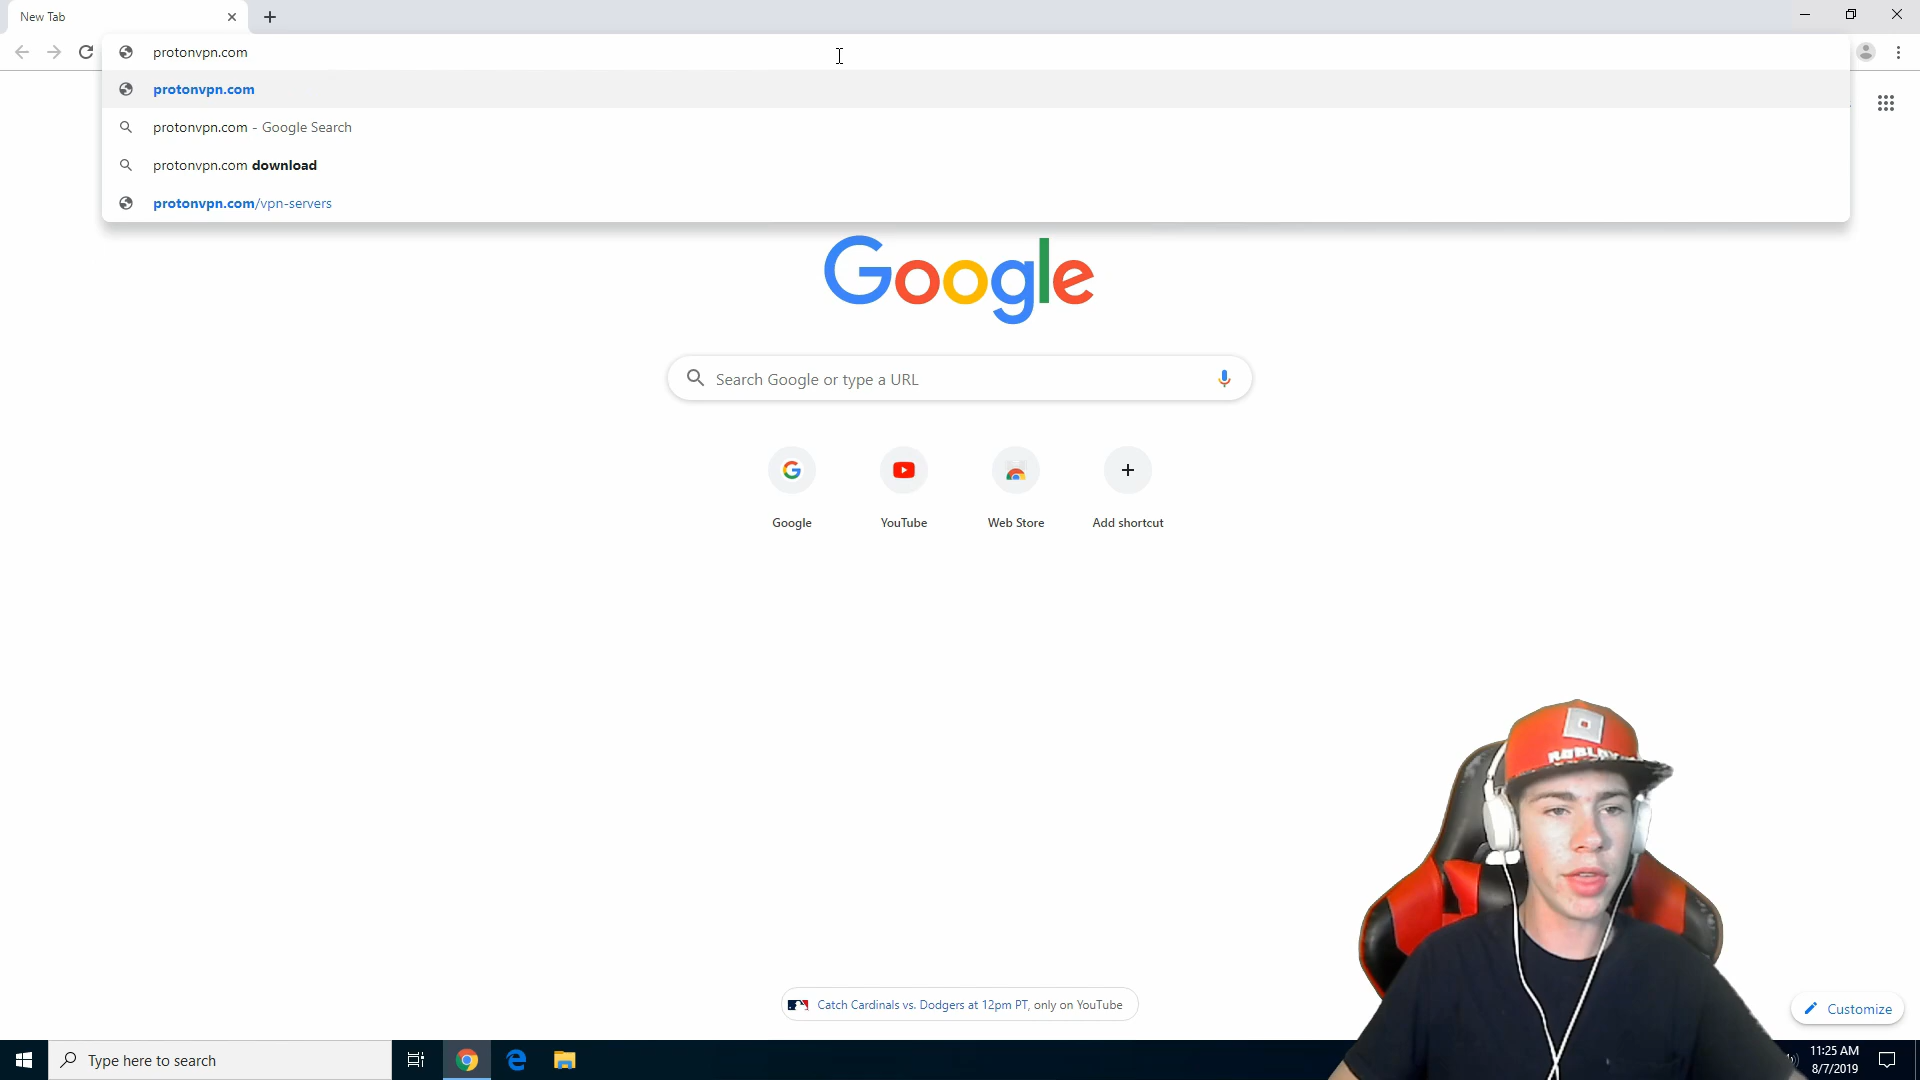 New Tab
protonvpn.com
protonvpn.com
protonvpn.com - Google Search
protonvpn.com download
protonvpn.com/vpn-servers
Google
Search Google or type a URL
Google
YouTube
Web Store
Add shortcut
ROBLOX
Catch Cardinals vs. Dodgers at 12pm PT, only on YouTube
Customize
Type here to search
11:25 AM
8/7/2019